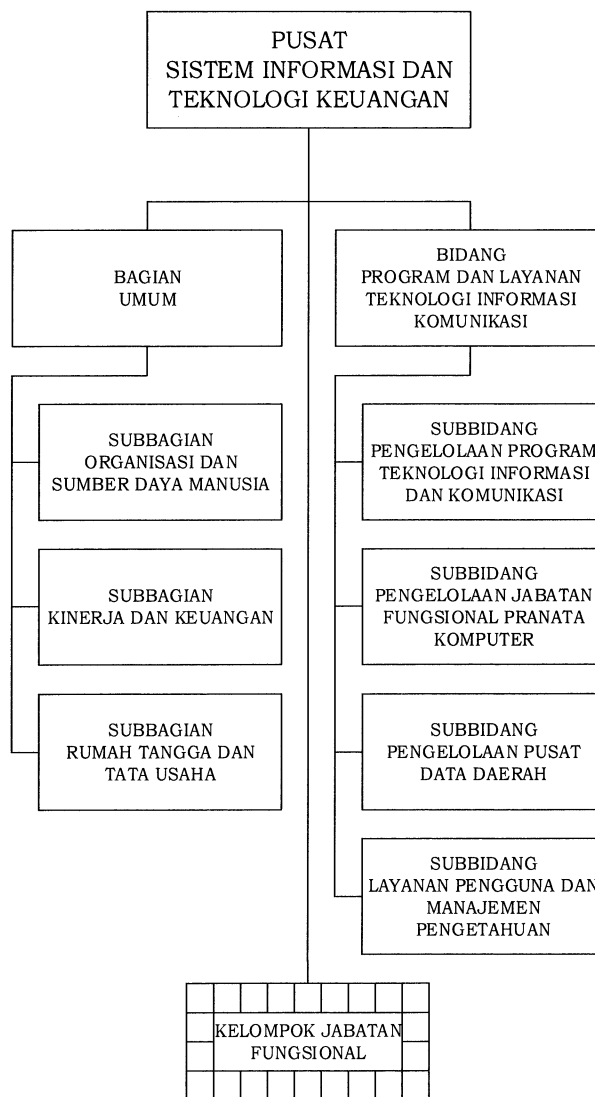 PUSAT
SISTEM INFORMASI DAN
TEKNOLOGI KEUANGAN
BAGIAN
UMUM
SUBBAGIAN
ORGANISASI DAN
SUMBER DAYA MANUSIA
SUBBAGIAN
KINERJA DAN KEUANGAN
SUBBAGIAN
RUMAH TANGGA DAN
TATA USAHA
BIDANG
PROGRAM DAN LAYANAN
TEKNOLOGI INFORMASI
KOMUNIKASI
SUBBIDANG
PENGELOLAAN PROGRAM
TEKNOLOGI INFORMASI
DAN KOMUNIKASI
SUBBIDANG
PENGELOLAAN JABATAN
FUNGSIONAL PRANATA
KOMPUTER
SUBBIDANG
PENGELOLAAN PUSAT
DATA DAERAH
SUBBIDANG
LAYANAN PENGGUNA DAN
MANAJEMEN
PENGETAHUAN
KELOMPOK JABATAN
FUNGSIONAL